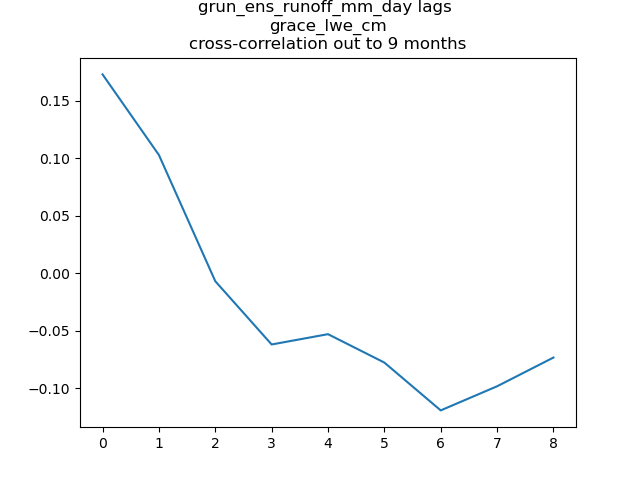 grun_ens_runoff_mm_day lags
grace_lwe_cm
cross-correlation out to 9 months
0.15
0.10
0.05
0.00
−0.05
−0.10
0 1 2 3 4 5 6 7 8